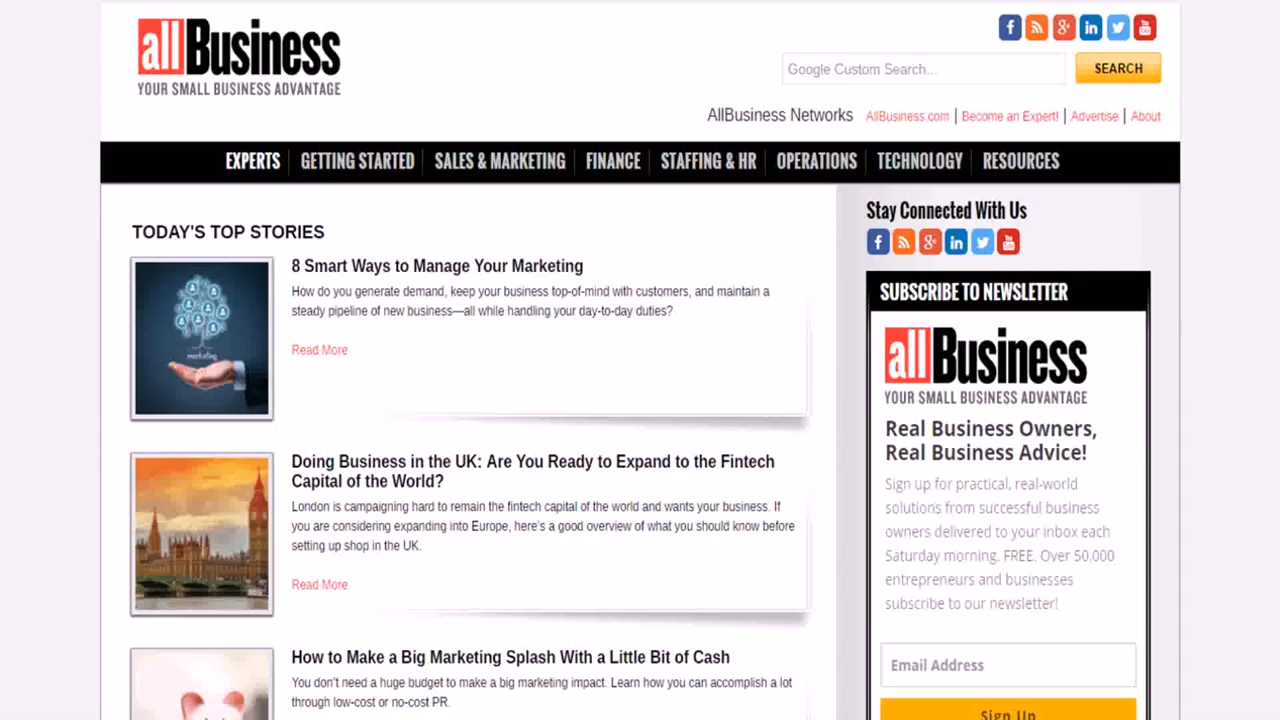 allBusiness
YOUR SMALL BUSINESS ADVANTAGE
Google Custom Search...
SEARCH
AllBusiness Networks AllBusiness.com | Become an Expert! | Advertise | About
EXPERTS GETTING STARTED SALES & MARKETING FINANCE STAFFING & HR OPERATIONS TECHNOLOGY RESOURCES
TODAY'S TOP STORIES
marketing
8 Smart Ways to Manage Your Marketing
How do you generate demand, keep your business top-of-mind with customers, and maintain a
steady pipeline of new business—all while handling your day-to-day duties?
Read More
Doing Business in the UK: Are You Ready to Expand to the Fintech
Capital of the World?
London is campaigning hard to remain the fintech capital of the world and wants your business. If
you are considering expanding into Europe, here's a good overview of what you should know before
setting up shop in the UK.
Read More
How to Make a Big Marketing Splash With a Little Bit of Cash
You don't need a huge budget to make a big marketing impact. Learn how you can accomplish a lot
through low-cost or no-cost PR.
Stay Connected With Us
SUBSCRIBE TO NEWSLETTER
allBusiness
YOUR SMALL BUSINESS ADVANTAGE
Real Business Owners,
Real Business Advice!
Sign up for practical, real-world
solutions from successful business
owners delivered to your inbox each
Saturday morning. FREE. Over 50,000
entrepreneurs and businesses
subscribe to our newsletter!
Email Address
Sign Up